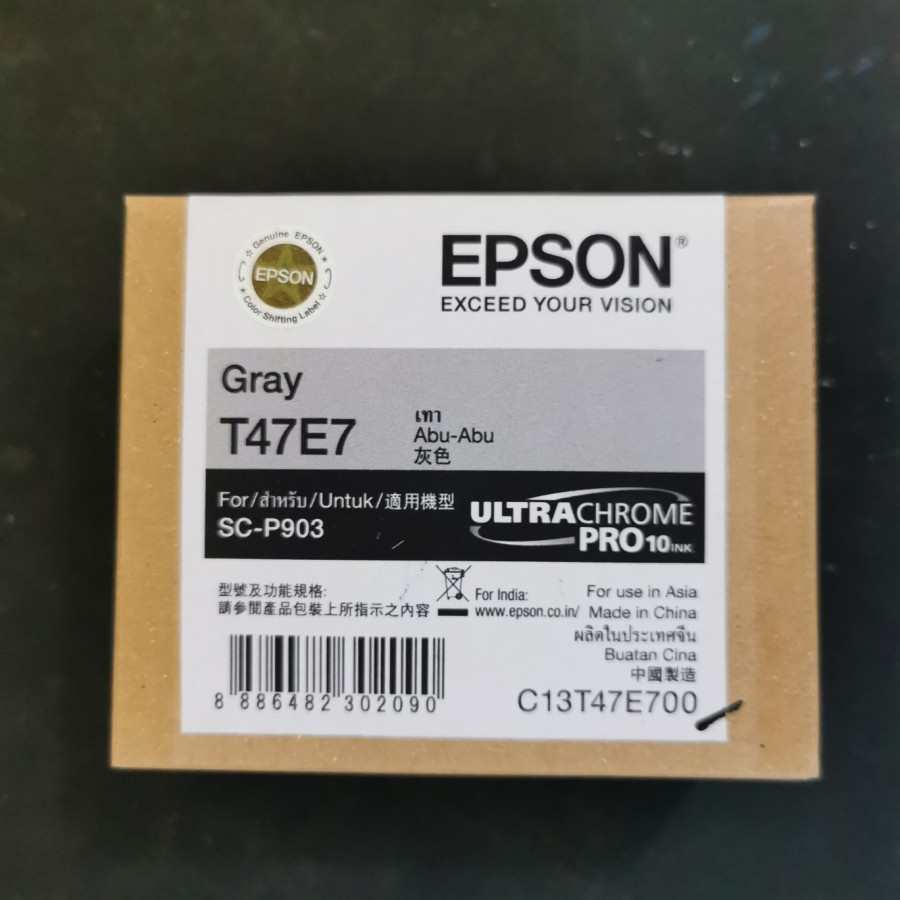 ☆ Genuine EPSON ☆
EPSON
★ Color Shifting Label ☆
EPSON®
EXCEED YOUR VISION
Gray
T47E7
เทา
Abu-Abu
灰色
For/สำหรับ/Untuk/適用機型
SC-P903
ULTRACHROME
PRO10INK
型號及功能規格:
請參閱產品包裝上所指示之內容
For India:
www.epson.co.in/
For use in Asia
Made in China
ผลิตในประเทศจีน
Buatan Cina
中國製造
8 886482 302090
C13T47E700